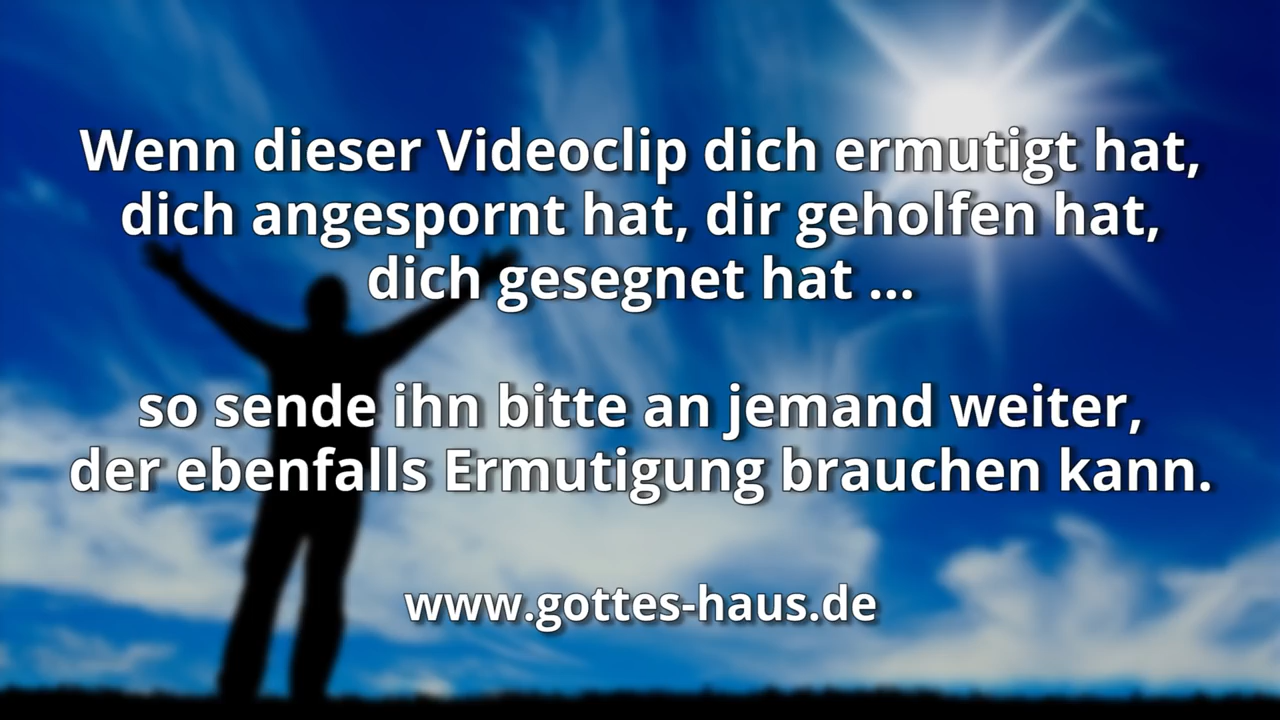 Wenn dieser Videoclip dich ermutigt hat,
dich angespornt hat, dir geholfen hat,
dich gesegnet hat ...
so sende ihn bitte an jemand weiter,
der ebenfalls Ermutigung brauchen kann.
www.gottes-haus.de